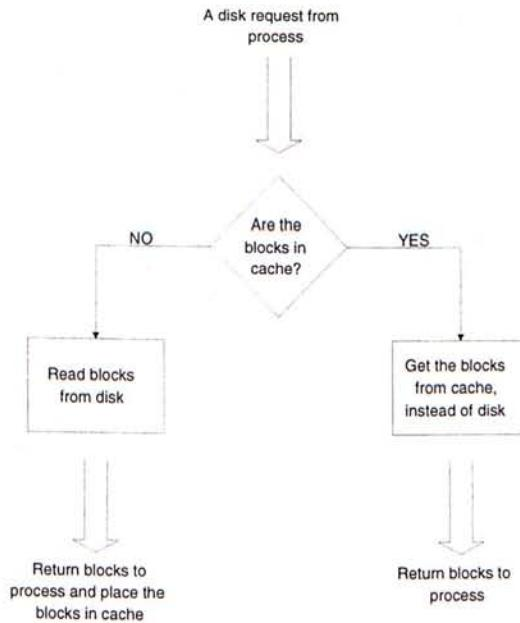 A disk request from
process
Are the
blocks in
cache?
NO
YES
Read blocks
from disk
Get the blocks
from cache,
instead of disk
Return blocks to
process and place the
blocks in cache
Return blocks to
process